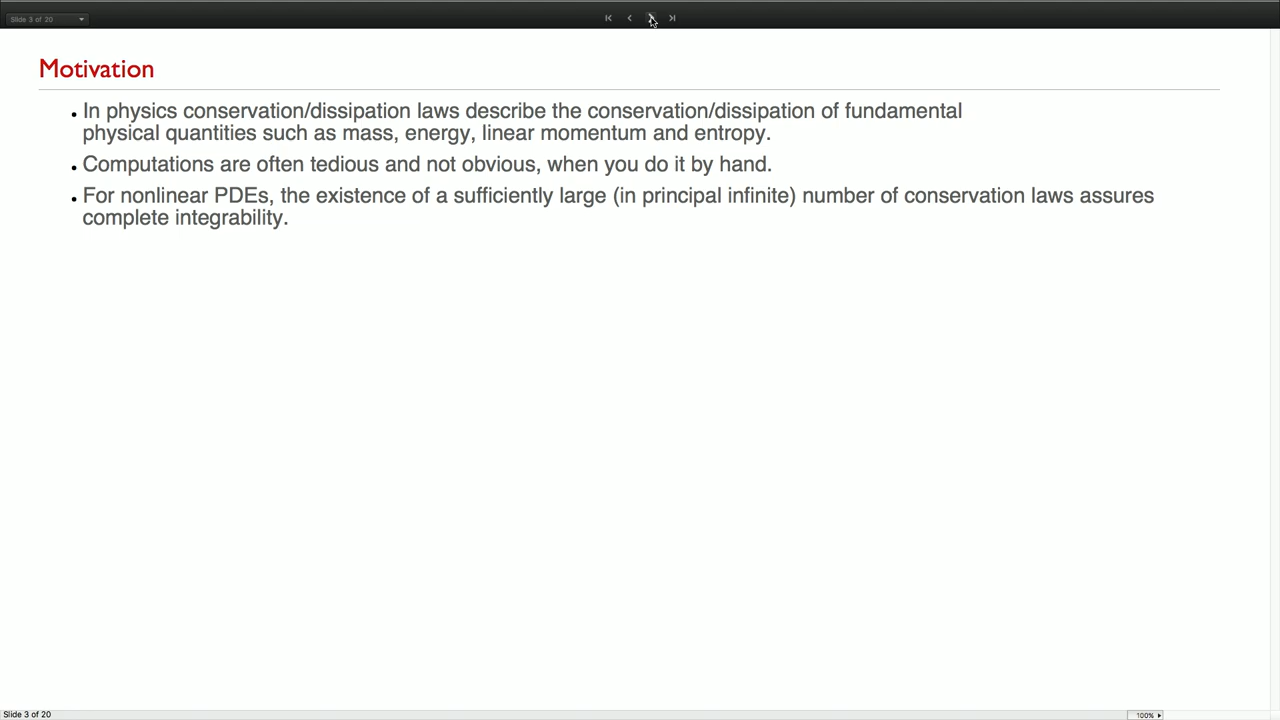 Slide 3 of 20
Motivation
In physics conservation/dissipation laws describe the conservation/dissipation of fundamental
physical quantities such as mass, energy, linear momentum and entropy.
Computations are often tedious and not obvious, when you do it by hand.
For nonlinear PDEs, the existence of a sufficiently large (in principal infinite) number of conservation laws assures
complete integrability.
Slide 3 of 20
100%